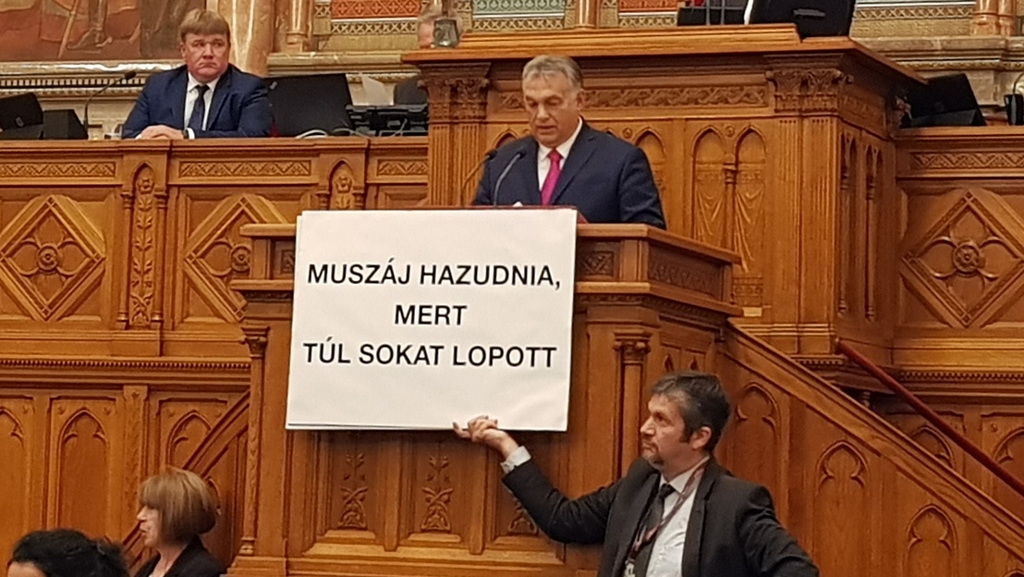 MUSZÁJ HAZUDNIA,
MERT
TÚL SOKAT LOPOTT